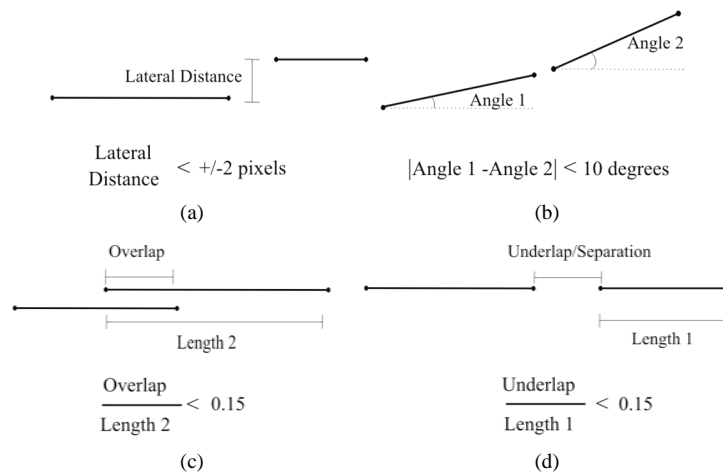 Lateral Distance
Angle 1
Angle 2
Lateral
Distance < +/-2 pixels
|Angle 1 -Angle 2| < 10 degrees
(a)
(b)
Overlap
Length 2
Underlap/Separation
Length 1
Overlap
Length 2 < 0.15
Underlap
Length 1 < 0.15
(c)
(d)